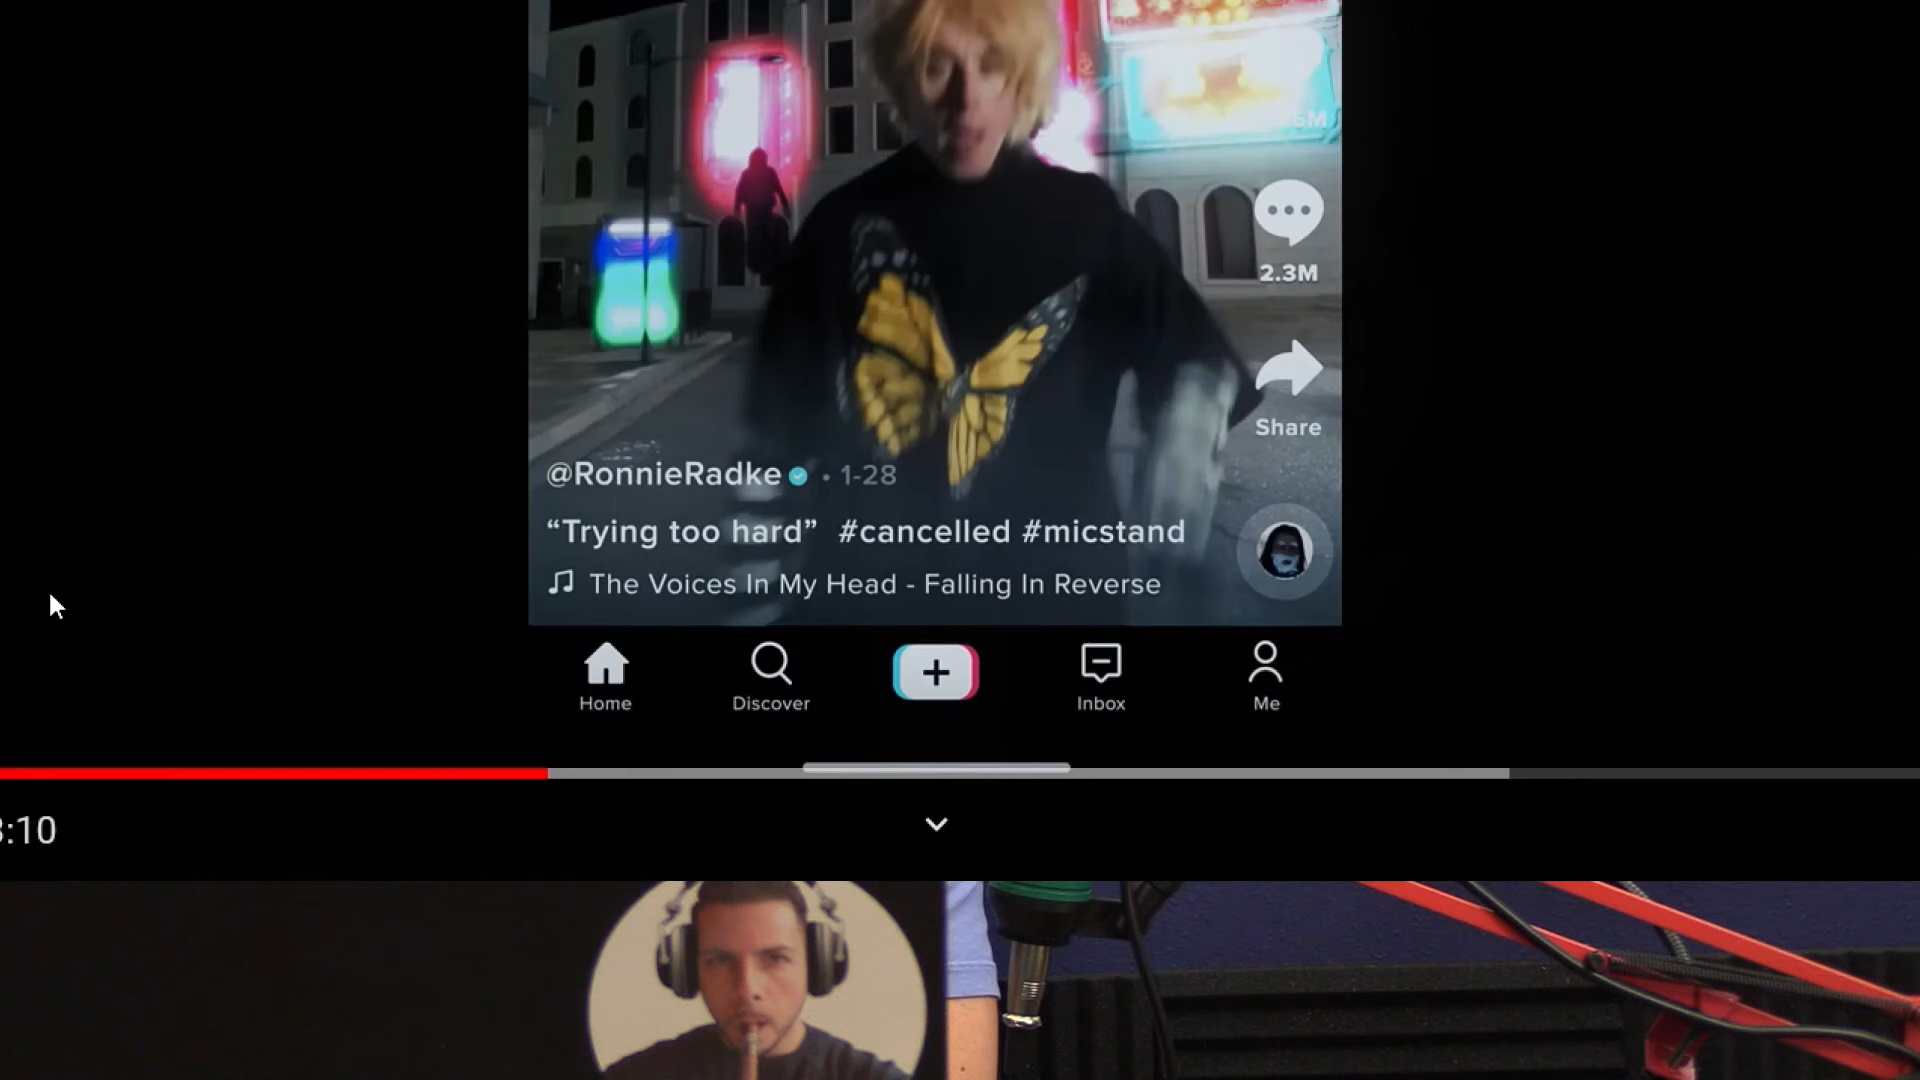 2.3M
Share
@RonnieRadke • 1-28
“Trying too hard” #cancelled #micstand
The Voices In My Head - Falling In Reverse
Home
Discover
Inbox
Me
:10